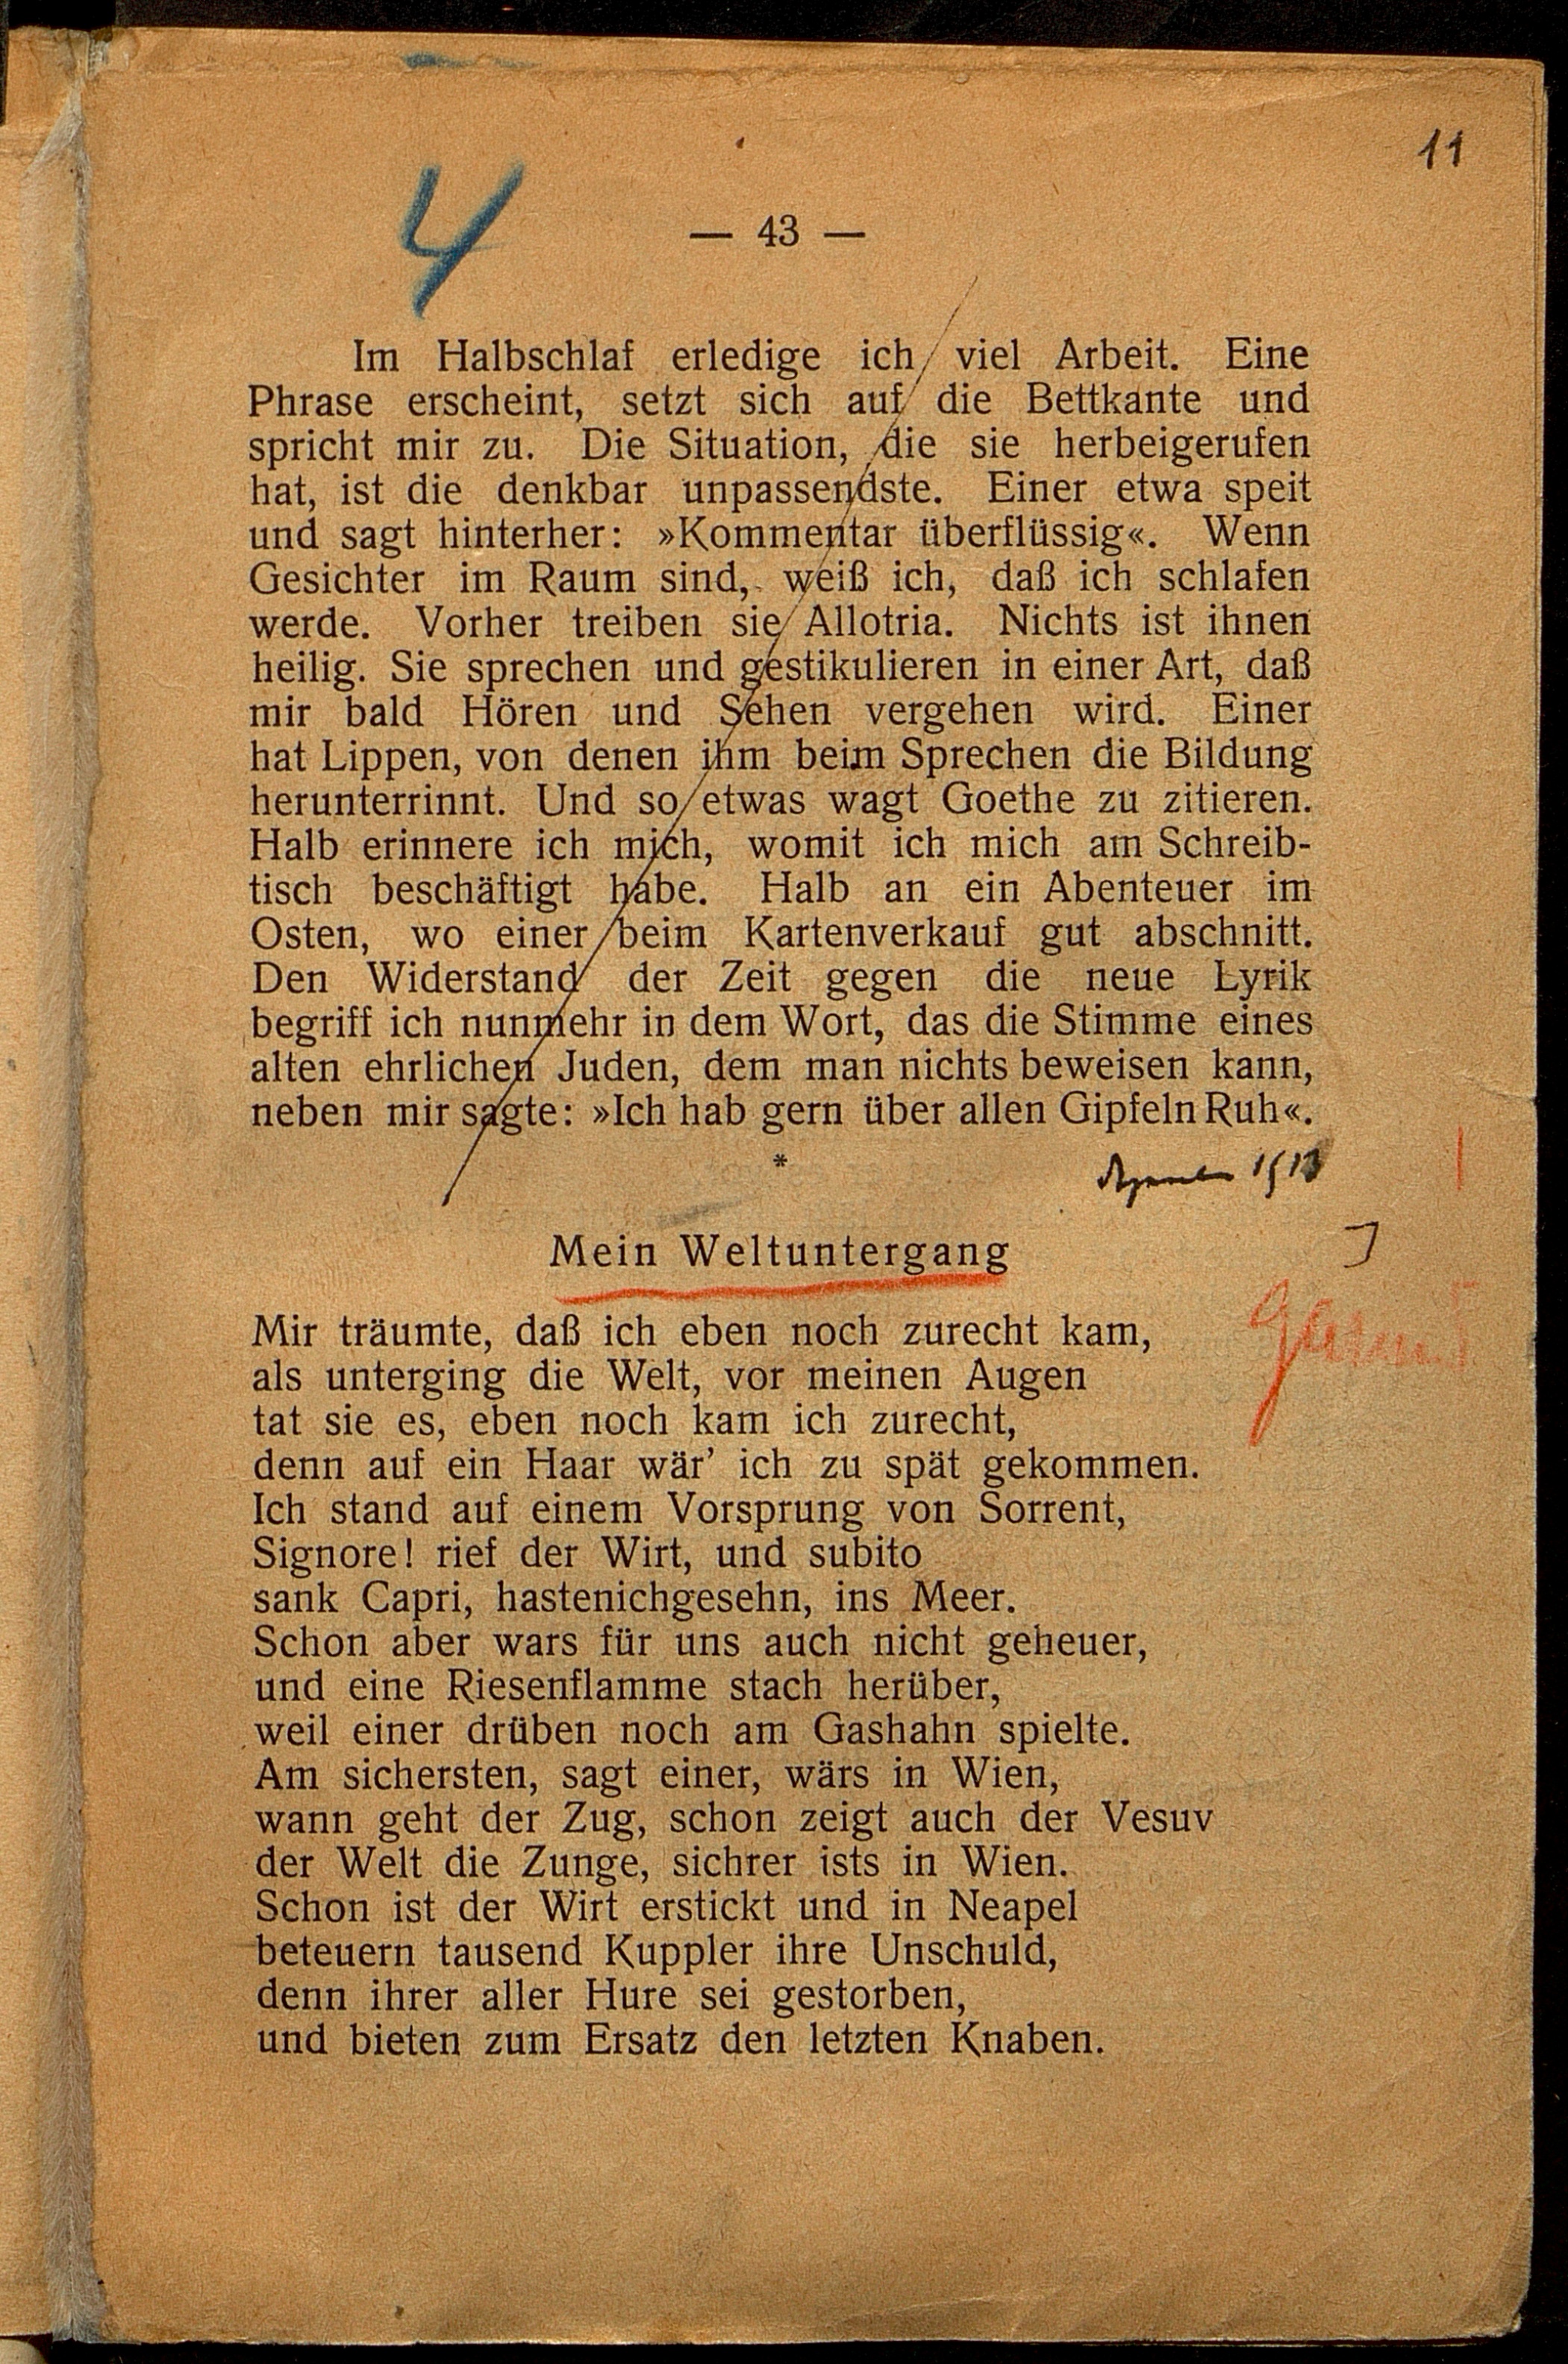 11
4
— 43 —
Im Halbschlaf erledige ich viel Arbeit. Eine
Phrase erscheint, setzt sich auf die Bettkante und
spricht mir zu. Die Situation, die sie herbeigerufen
hat, ist die denkbar unpassendste. Einer etwa speit
und sagt hinterher: »Kommentar überflüssig«. Wenn
Gesichter im Raum sind, weiß ich, daß ich schlafen
werde. Vorher treiben sie Allotria. Nichts ist ihnen
heilig. Sie sprechen und gestikulieren in einer Art, daß
mir bald Hören und Sehen vergehen wird. Einer
hat Lippen, von denen ihm beim Sprechen die Bildung
herunterrinnt. Und so etwas wagt Goethe zu zitieren.
Halb erinnere ich mich, womit ich mich am Schreib-
tisch beschäftigt habe. Halb an ein Abenteuer im
Osten, wo einer beim Kartenverkauf gut abschnitt.
Den Widerstand der Zeit gegen die neue Lyrik
begriff ich nunmehr in dem Wort, das die Stimme eines
alten ehrlichen Juden, dem man nichts beweisen kann,
neben mir sagte: »Ich hab gern über allen Gipfeln Ruh«.
*
Mein Weltuntergang
Mir träumte, daß ich eben noch zurecht kam,
als unterging die Welt, vor meinen Augen
tat sie es, eben noch kam ich zurecht,
denn auf ein Haar wär’ ich zu spät gekommen.
Ich stand auf einem Vorsprung von Sorrent,
Signore! rief der Wirt, und subito
sank Capri, hastenichgesehn, ins Meer.
Schon aber wars für uns auch nicht geheuer,
und eine Riesenflamme stach herüber,
weil einer drüben noch am Gashahn spielte.
Am sichersten, sagt einer, wärs in Wien,
wann geht der Zug, schon zeigt auch der Vesuv
der Welt die Zunge, sichrer ists in Wien.
Schon ist der Wirt erstickt und in Neapel
beteuern tausend Kuppler ihre Unschuld,
denn ihrer aller Hure sei gestorben,
und bieten zum Ersatz den letzten Knaben.